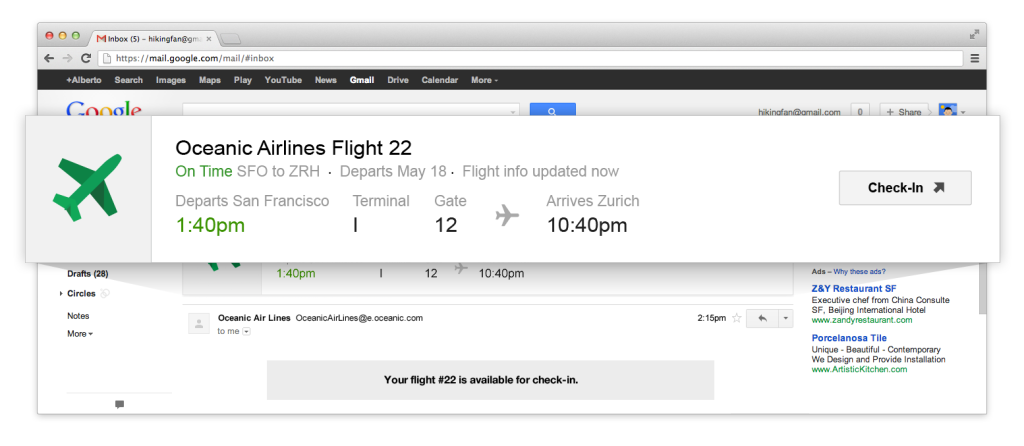 Inbox (5) - hikingfan@gma
https://mail.google.com/mail/#inbox
+Alberto Search Images Maps Play YouTube News Gmail Drive Calendar More
Google
hikingfan@gmail.com 0 + Share
Oceanic Airlines Flight 22
On Time SFO to ZRH · Departs May 18 · Flight info updated now
Departs San Francisco Terminal Gate Arrives Zurich
1:40pm I 12 10:40pm
Check-In
Drafts (28)
Circles
Notes
More
1:40pm I 12 10:40pm
Oceanic Air Lines OceanicAirLines@e.oceanic.com 2:15pm
to me
Your flight #22 is available for check-in.
Ads – Why these ads?
Z&Y Restaurant SF
Executive chef from China Consulte
SF, Beijing International Hotel
www.zandyrestaurant.com
Porcelanosa Tile
Unique - Beautiful - Contemporary
We Design and Provide Installation
www.ArtisticKitchen.com